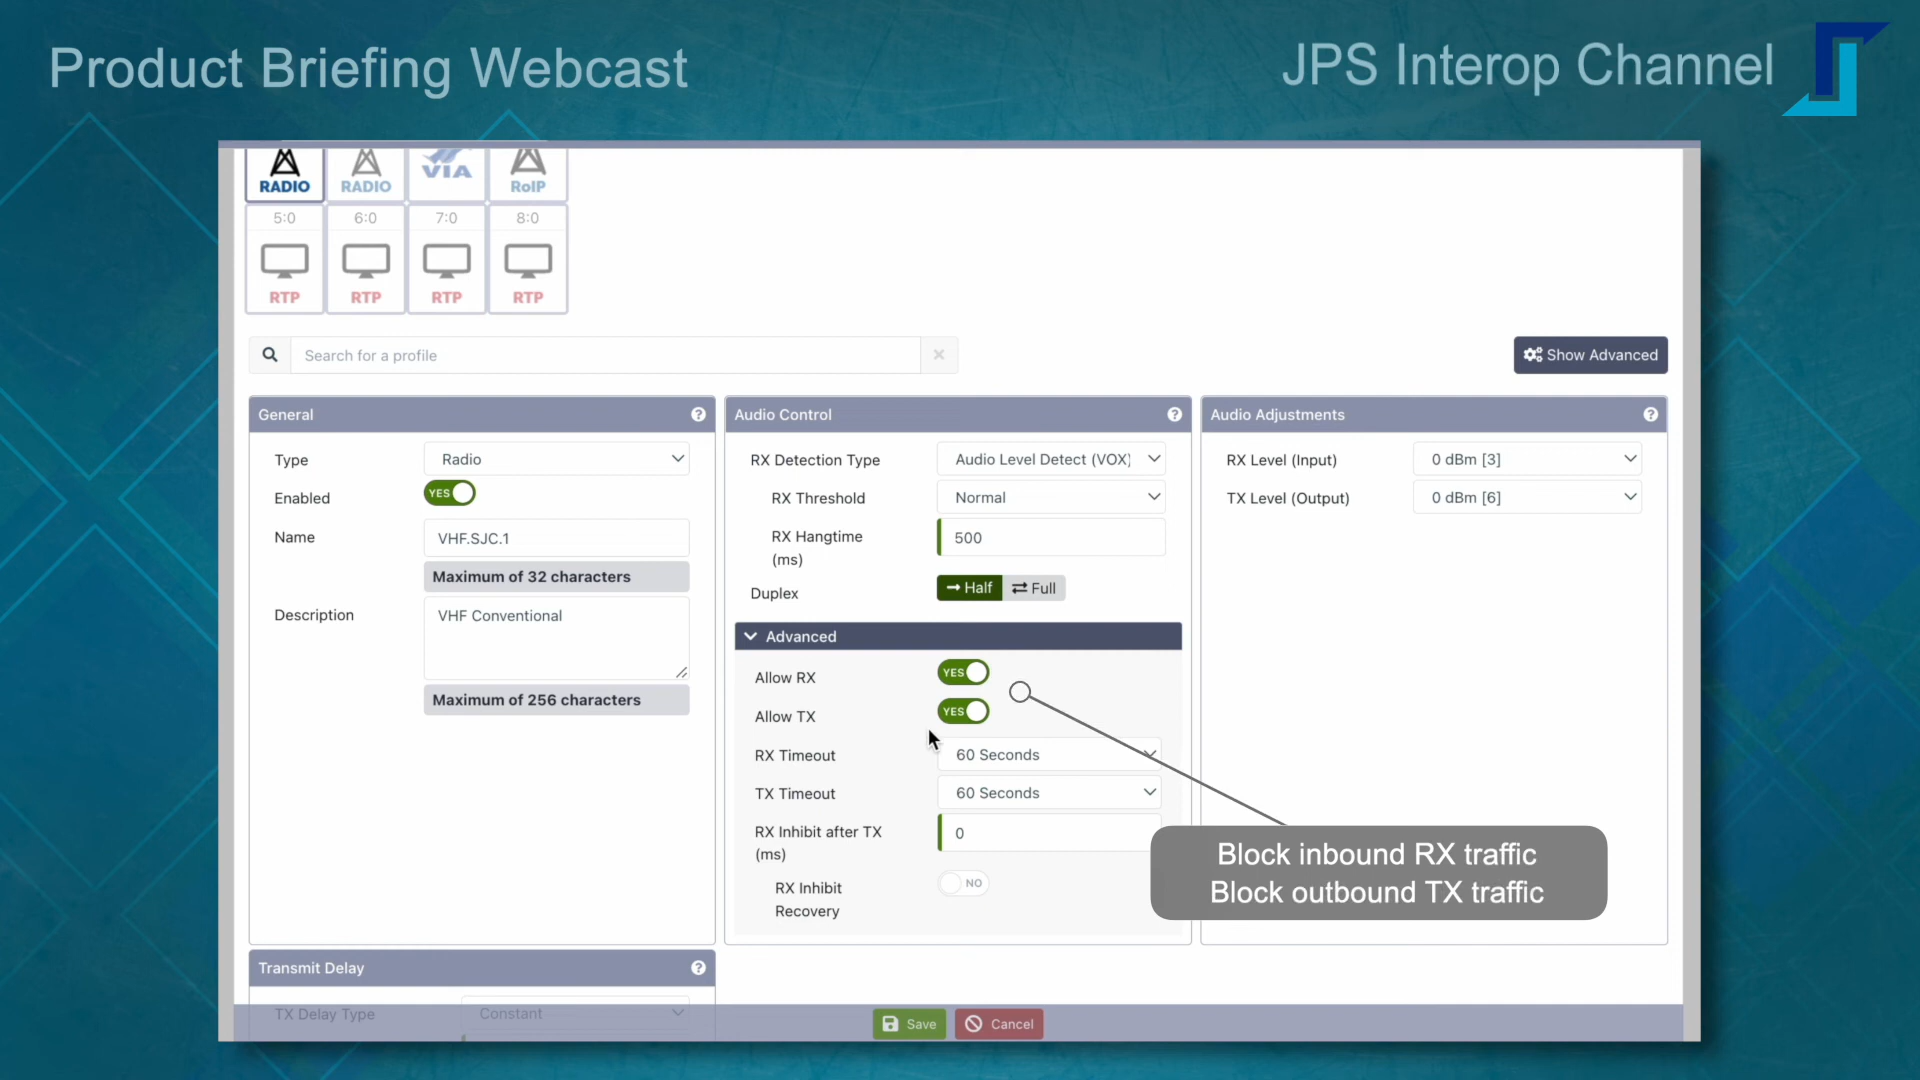 Product Briefing Webcast
JPS Interop Channel
RADIO
RADIO
VIA
RoIP
5:0
6:0
7:0
8:0
RTP
RTP
RTP
RTP
Search for a profile
Show Advanced
General
Type
Radio
Enabled
YES
Name
VHF.SJC.1
Maximum of 32 characters
Description
VHF Conventional
Maximum of 256 characters
Audio Control
RX Detection Type
Audio Level Detect (VOX)
RX Threshold
Normal
RX Hangtime
(ms)
500
Duplex
Half
Full
Advanced
Allow RX
YES
Allow TX
YES
RX Timeout
60 Seconds
TX Timeout
60 Seconds
RX Inhibit after TX
(ms)
0
RX Inhibit
Recovery
NO
Audio Adjustments
RX Level (Input)
0 dBm [3]
TX Level (Output)
0 dBm [6]
Block inbound RX traffic
Block outbound TX traffic
Transmit Delay
TX Delay Type
Constant
Save
Cancel